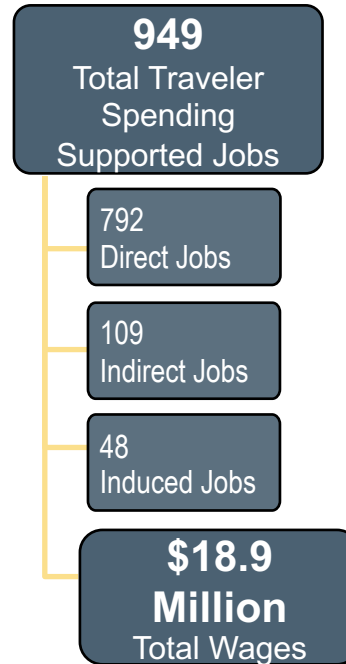 949
Total Traveler
Spending
Supported Jobs
792
Direct Jobs
109
Indirect Jobs
48
Induced Jobs
$18.9
Million
Total Wages